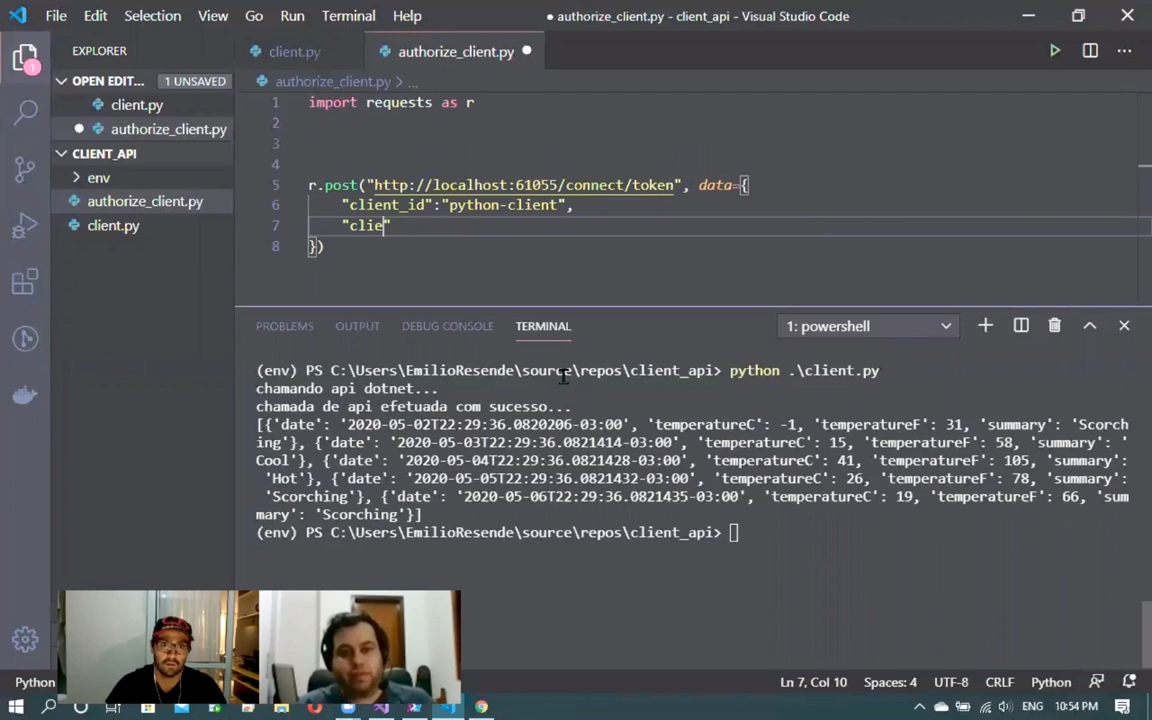 File Edit Selection View Go Run Terminal Help ● authorize_client.py - client_api - Visual Studio Code
EXPLORER client.py authorize_client.py
OPEN EDIT... 1 UNSAVED authorize_client.py > ...
client.py
authorize_client.py
CLIENT_API
env
authorize_client.py
client.py
1
1 import requests as r
2
3
4
5 r.post("http://localhost:61055/connect/token", data={
6 "client_id":"python-client",
7 "clie"
8 })
PROBLEMS OUTPUT DEBUG CONSOLE TERMINAL 1: powershell
(env) PS C:\Users\EmilioResende\source\repos\client_api> python .\client.py
chamando api dotnet...
chamada de api efetuada com sucesso...
[{'date': '2020-05-02T22:29:36.0820206-03:00', 'temperatureC': -1, 'temperatureF': 31, 'summary': 'Scorch
ing'}, {'date': '2020-05-03T22:29:36.0821414-03:00', 'temperatureC': 15, 'temperatureF': 58, 'summary': '
Cool'}, {'date': '2020-05-04T22:29:36.0821428-03:00', 'temperatureC': 41, 'temperatureF': 105, 'summary':
'Hot'}, {'date': '2020-05-05T22:29:36.0821432-03:00', 'temperatureC': 26, 'temperatureF': 78, 'summary':
'Scorching'}, {'date': '2020-05-06T22:29:36.0821435-03:00', 'temperatureC': 19, 'temperatureF': 66, 'sum
mary': 'Scorching'}]
(env) PS C:\Users\EmilioResende\source\repos\client_api>
Python Ln 7, Col 10 Spaces: 4 UTF-8 CRLF Python
ENG 10:54 PM